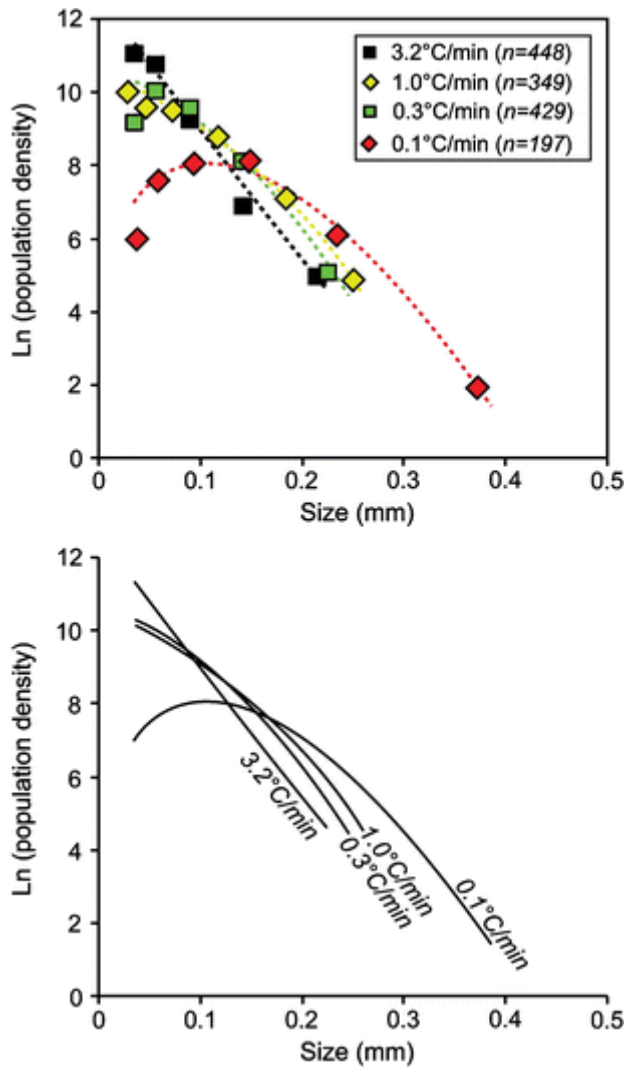 12
10
8
6
4
2
0
Ln (population density)
3.2°C/min (n=448)
1.0°C/min (n=349)
0.3°C/min (n=429)
0.1°C/min (n=197)
0 0.1 0.2 0.3 0.4 0.5
Size (mm)
12
10
8
6
4
2
0
Ln (population density)
3.2°C/min
1.0°C/min
0.3°C/min
0.1°C/min
0 0.1 0.2 0.3 0.4 0.5
Size (mm)